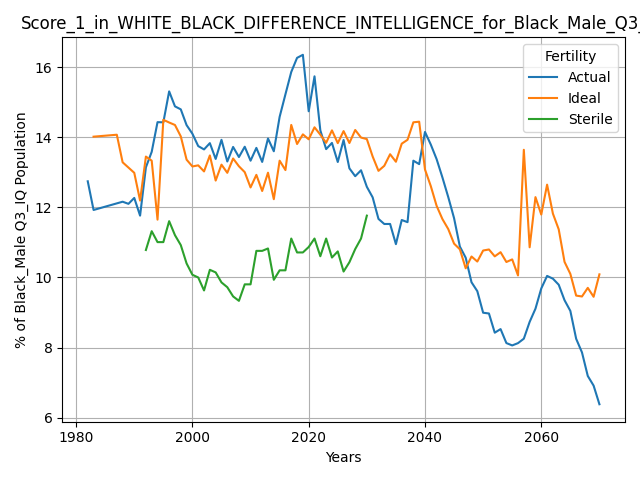 Score_1_in_WHITE_BLACK_DIFFERENCE_INTELLIGENCE_for_Black_Male_Q3_
Fertility
Actual
Ideal
Sterile
% of Black_Male Q3_IQ Population
16
14
12
10
8
6
1980 2000 2020 2040 2060
Years